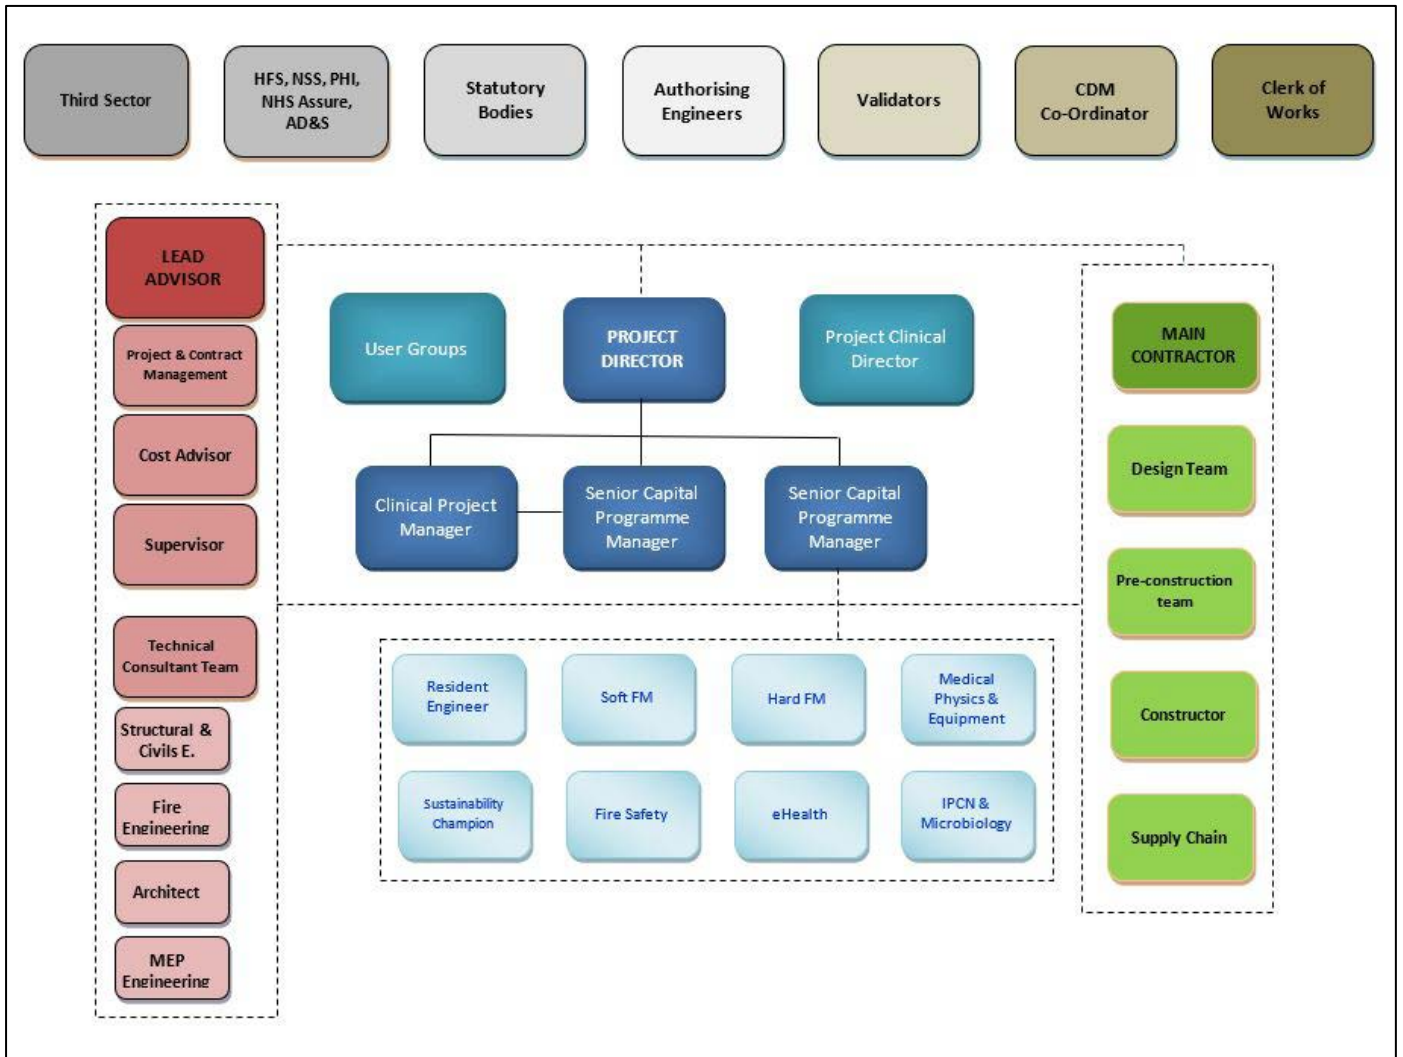 Third Sector
HFS, NSS, PHI,
NHS Assure,
AD&S
Statutory
Bodies
Authorising
Engineers
Validators
CDM
Co-Ordinator
Clerk of
Works
LEAD
ADVISOR
Project & Contract
Management
Cost Advisor
Supervisor
Technical
Consultant Team
Structural &
Civils E.
Fire
Engineering
Architect
MEP
Engineering
User Groups
PROJECT
DIRECTOR
Project Clinical
Director
Clinical Project
Manager
Senior Capital
Programme
Manager
Senior Capital
Programme
Manager
Resident
Engineer
Soft FM
Hard FM
Medical
Physics &
Equipment
Sustainability
Champion
Fire Safety
eHealth
IPCN &
Microbiology
MAIN
CONTRACTOR
Design Team
Pre-construction
team
Constructor
Supply Chain